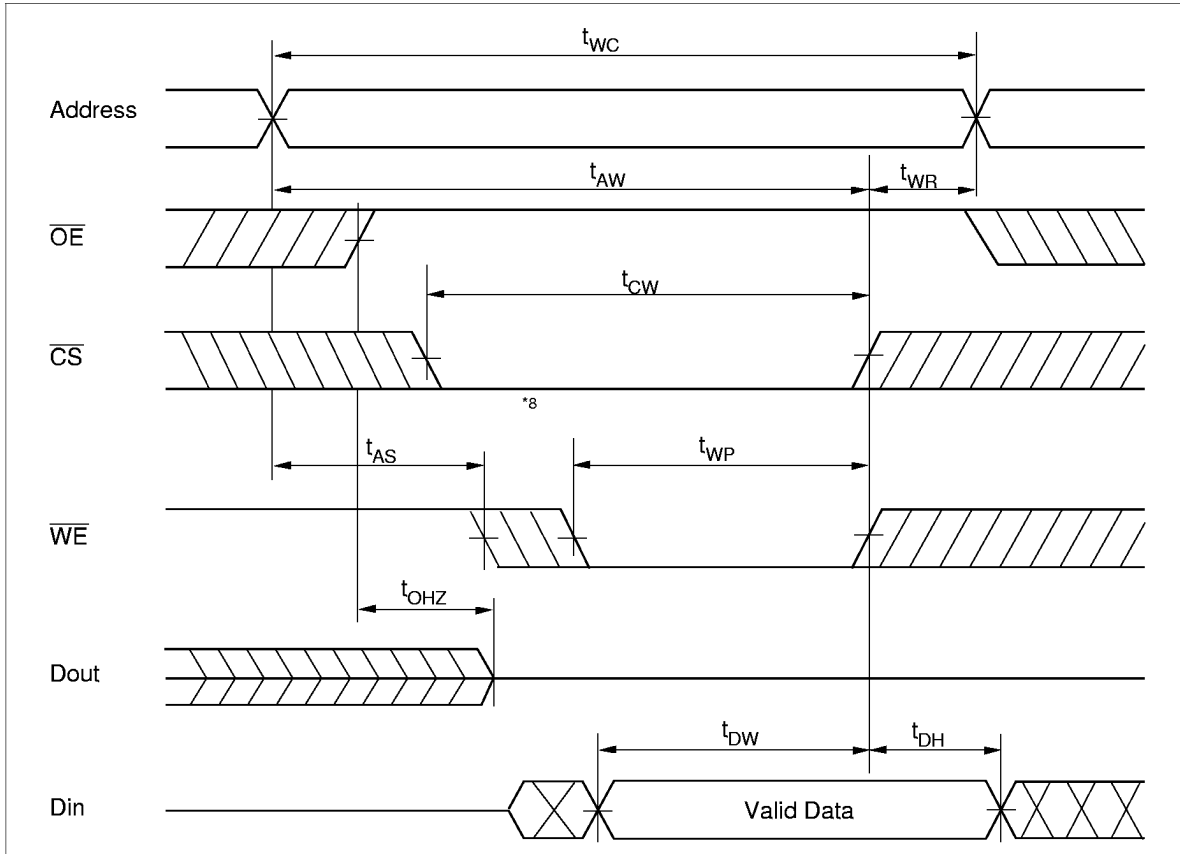 tWC
Address
tAW
tWR
OE
tCW
CS
*8
tAS
tWP
WE
tOHZ
Dout
tDW
tDH
Din
Valid Data